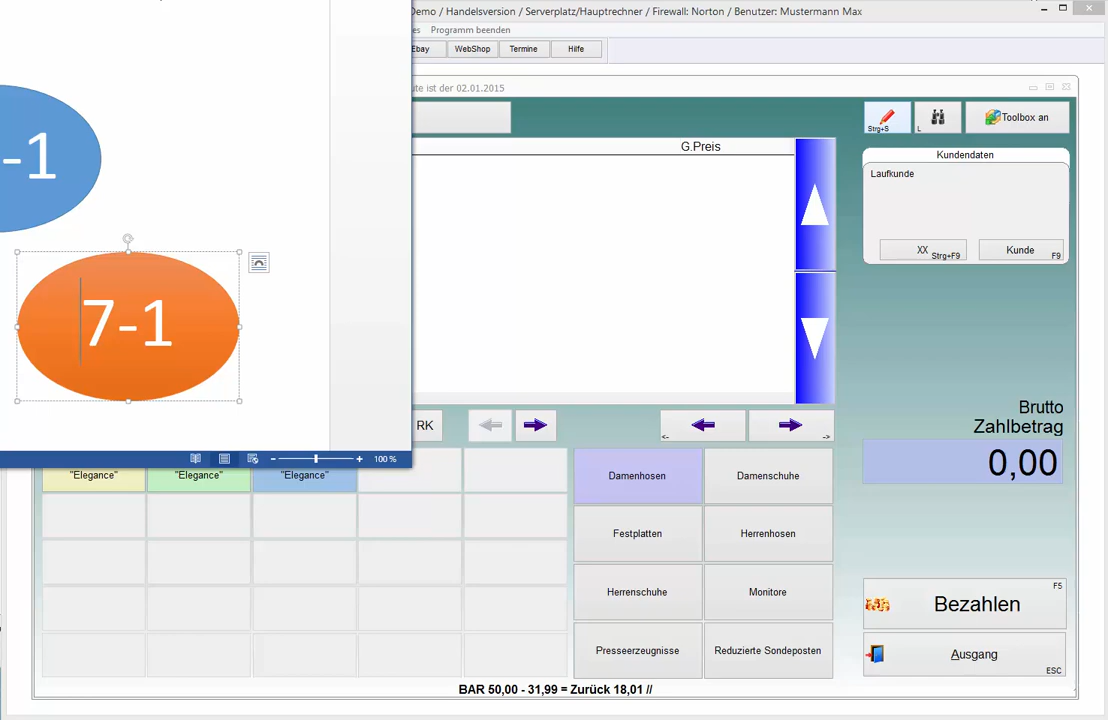 Demo / Handelsversion / Serverplatz/Hauptrechner / Firewall: Norton / Benutzer: Mustermann Max
es Programm beenden
Ebay WebShop Termine Hilfe
ute ist der 02.01.2015
Strg+S
L
Toolbox an
G.Preis
Kundendaten
Laufkunde
XX Strg+F9
Kunde F9
-1
7-1
Brutto
Zahlbetrag
0,00
RK
<-
->
100 %
"Elegance" "Elegance" "Elegance"
Damenhosen Damenschuhe
Festplatten Herrenhosen
Herrenschuhe Monitore
Presseerzeugnisse Reduzierte Sondeposten
F5
Bezahlen
Ausgang
ESC
BAR 50,00 - 31,99 = Zurück 18,01 //